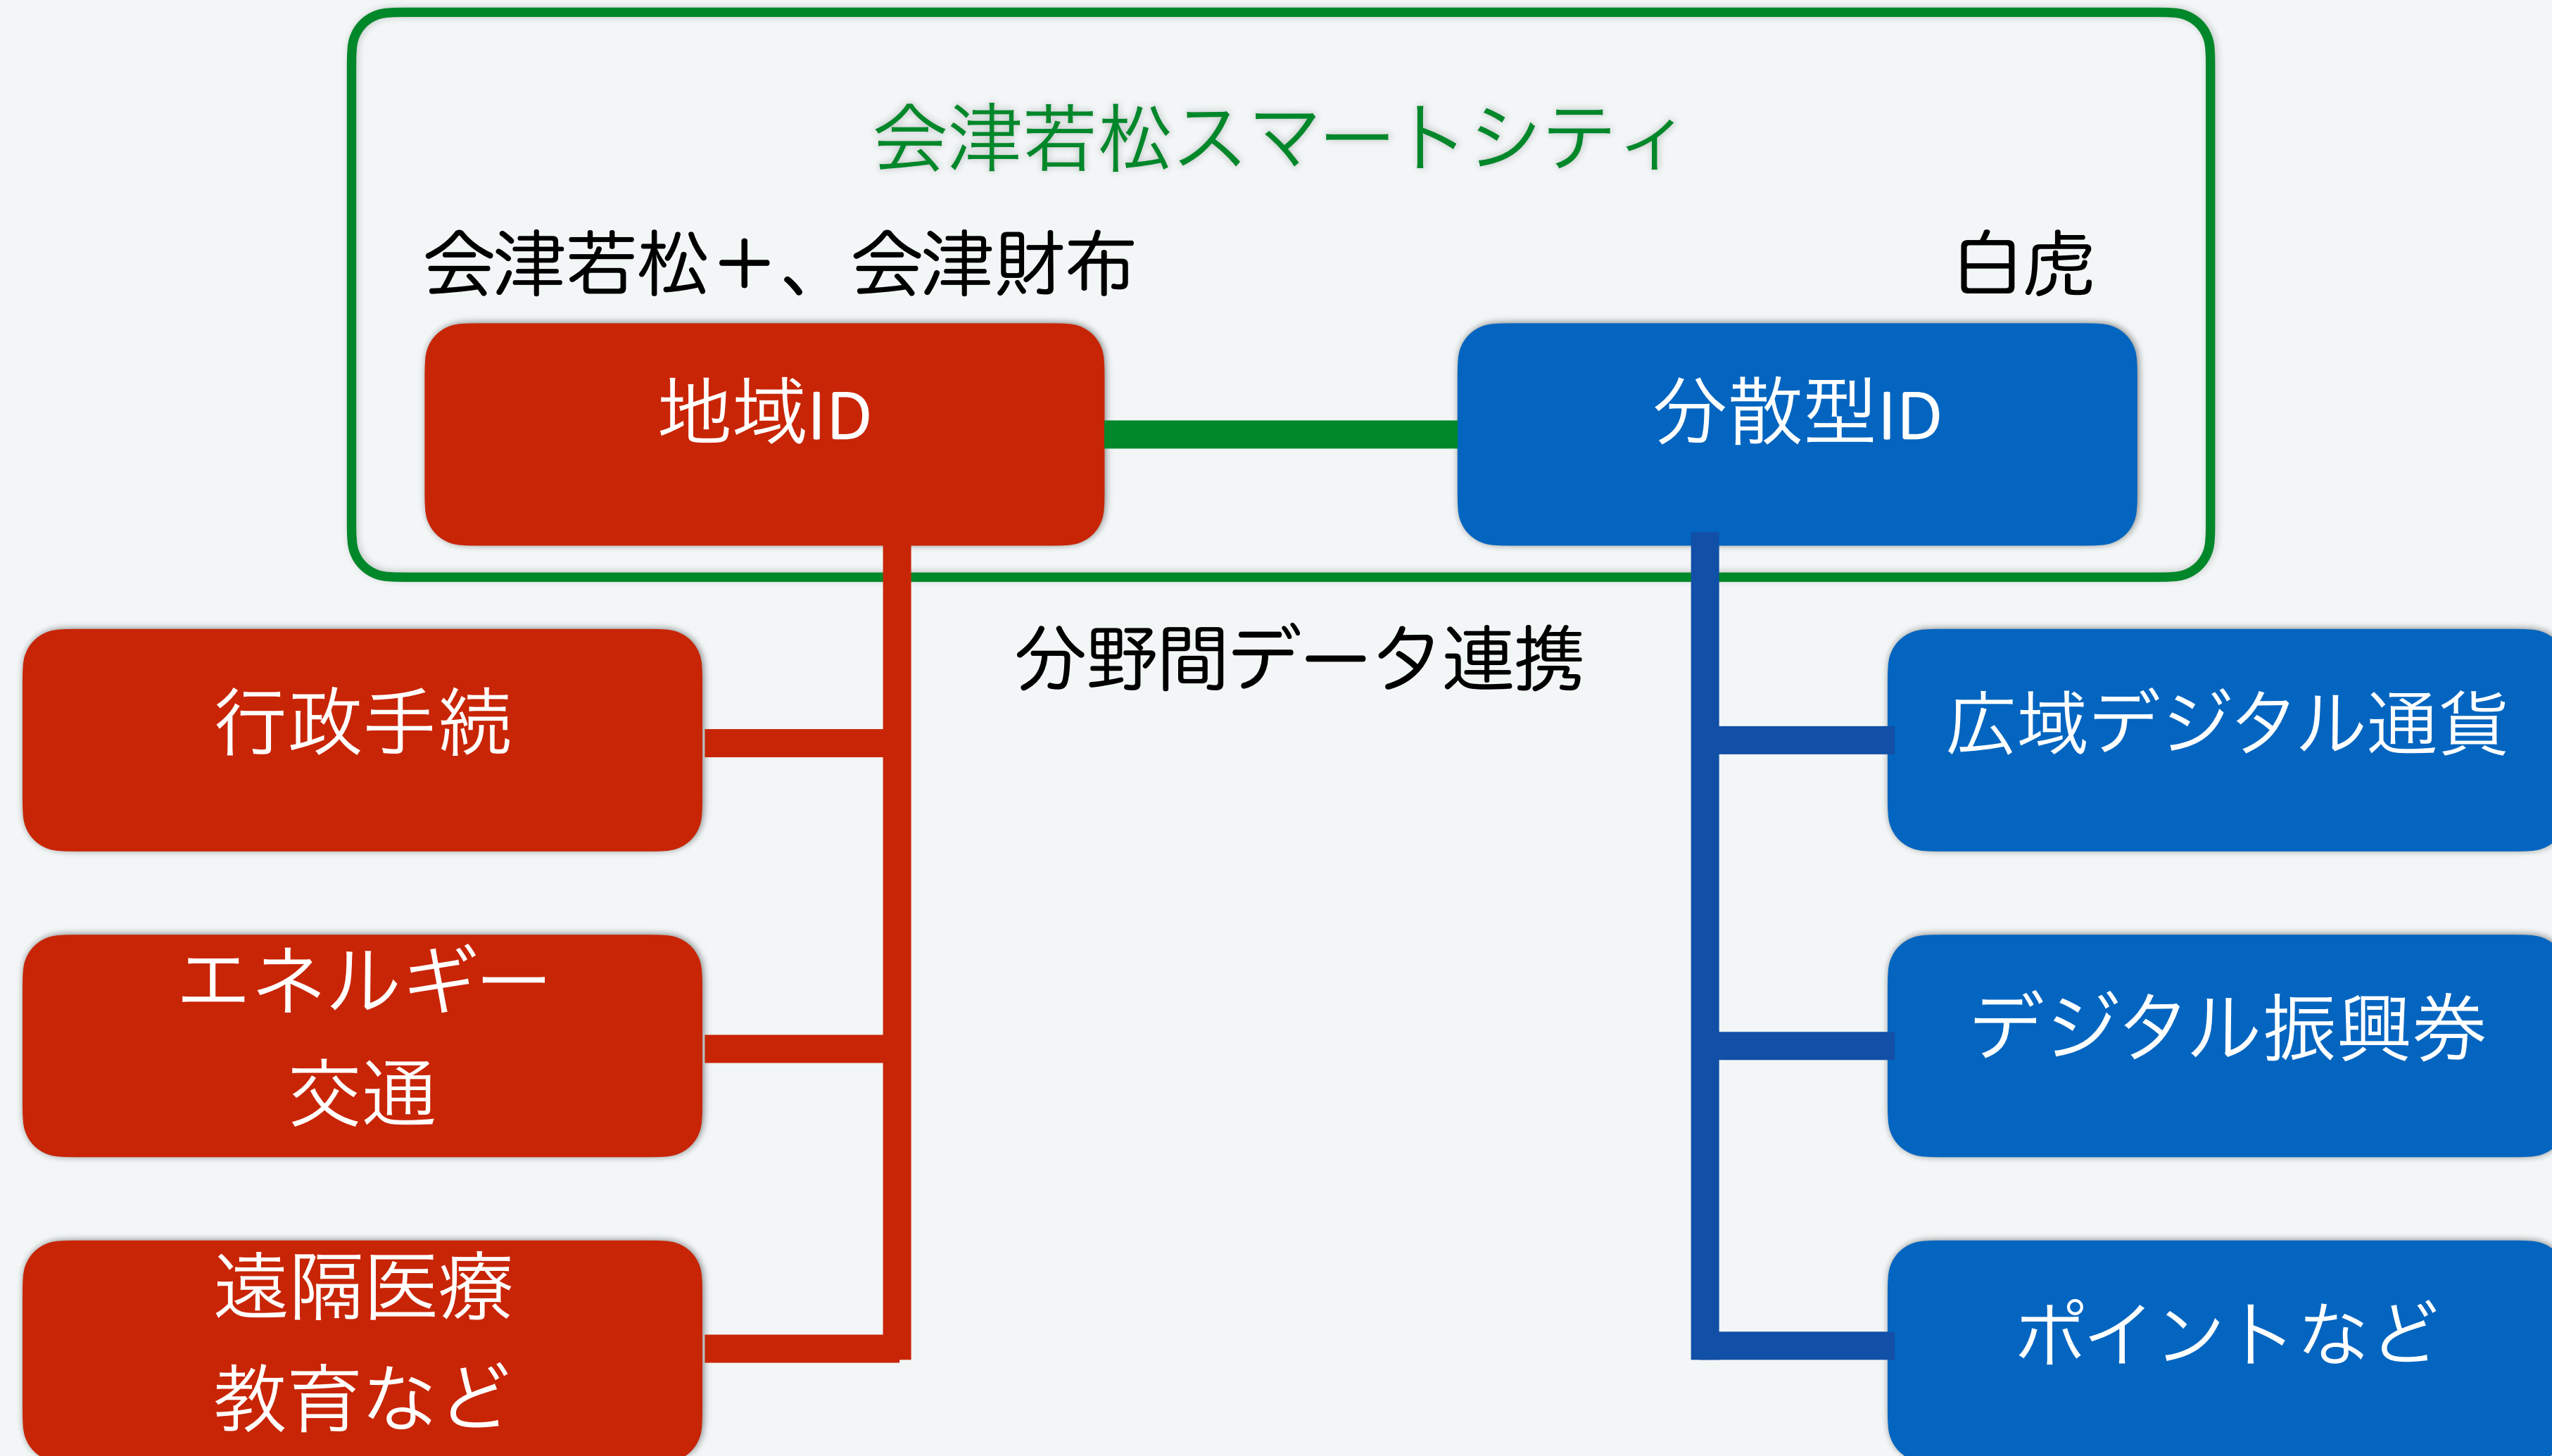 会津若松スマートシティ
会津若松＋、会津財布
白虎
地域ID
分散型ID
分野間データ連携
行政手続
広域デジタル通貨
エネルギー
交通
デジタル振興券
遠隔医療
教育など
ポイントなど